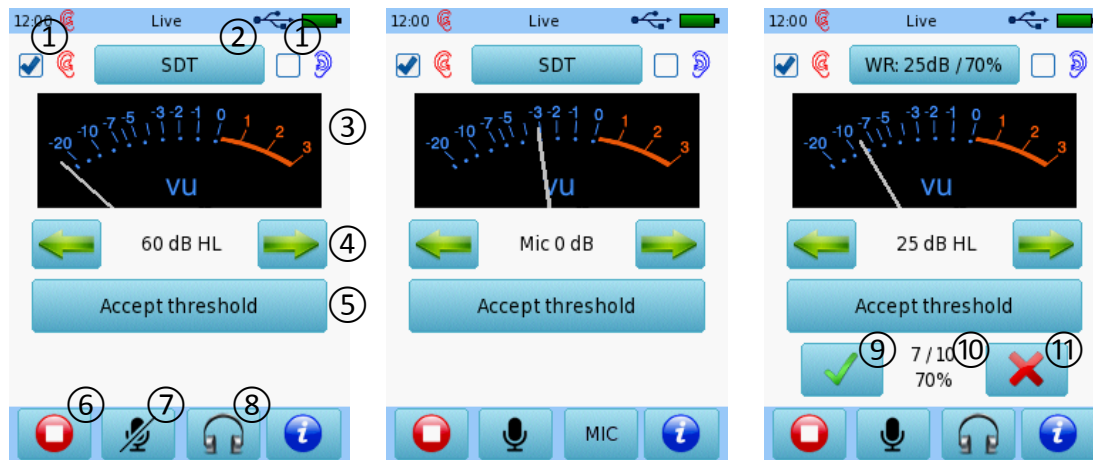 12:00 Live
① ② ①
SDT
③
-20 -10 -7 -5 -3 -2 -1 0 1 2 3
vu
60 dB HL ④
Accept threshold ⑤
⑥ ⑦ ⑧
i
12:00 Live
SDT
-20 -10 -7 -5 -3 -2 -1 0 1 2 3
vu
Mic 0 dB
Accept threshold
MIC i
12:00 Live
WR: 25dB / 70%
-20 -10 -7 -5 -3 -2 -1 0 1 2 3
vu
25 dB HL
Accept threshold
⑨ 7 / 10 ⑩ ⑪
70%
i